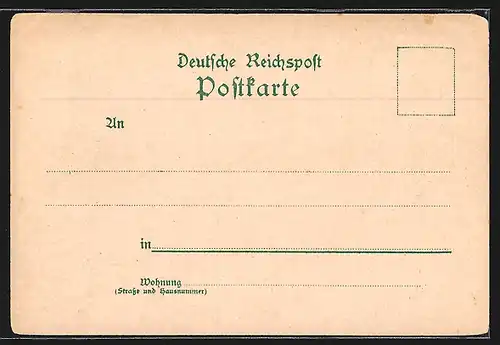 Deutſche Reichspoſt
Poſtkarte
An
in
Wohnung
(Straße und Hausnummer)